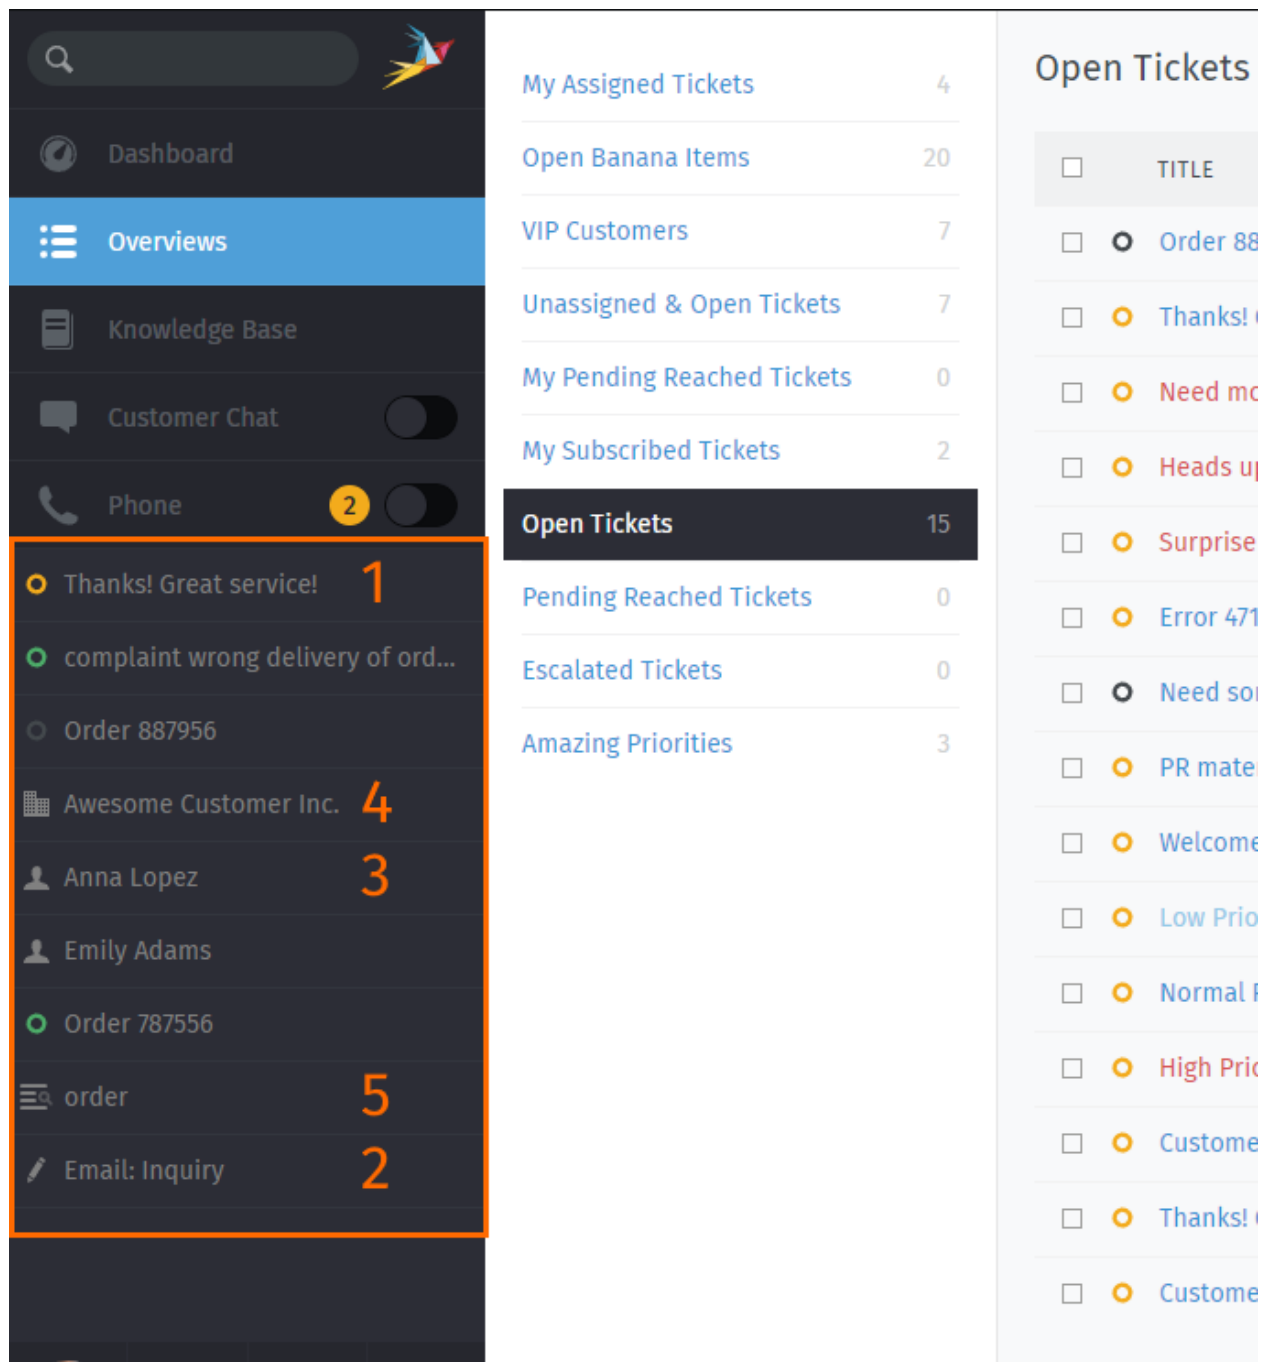 Dashboard
Overviews
Knowledge Base
Customer Chat
Phone 2
Thanks! Great service! 1
complaint wrong delivery of ord...
Order 887956
Awesome Customer Inc. 4
Anna Lopez 3
Emily Adams
Order 787556
order 5
Email: Inquiry 2
My Assigned Tickets 4
Open Banana Items 20
VIP Customers 7
Unassigned & Open Tickets 7
My Pending Reached Tickets 0
My Subscribed Tickets 2
Open Tickets 15
Pending Reached Tickets 0
Escalated Tickets 0
Amazing Priorities 3
Open Tickets
TITLE
Order 88
Thanks!
Need mo
Heads up
Surprise
Error 471
Need so
PR mate
Welcome
Low Prio
Normal
High Prio
Custome
Thanks!
Custome